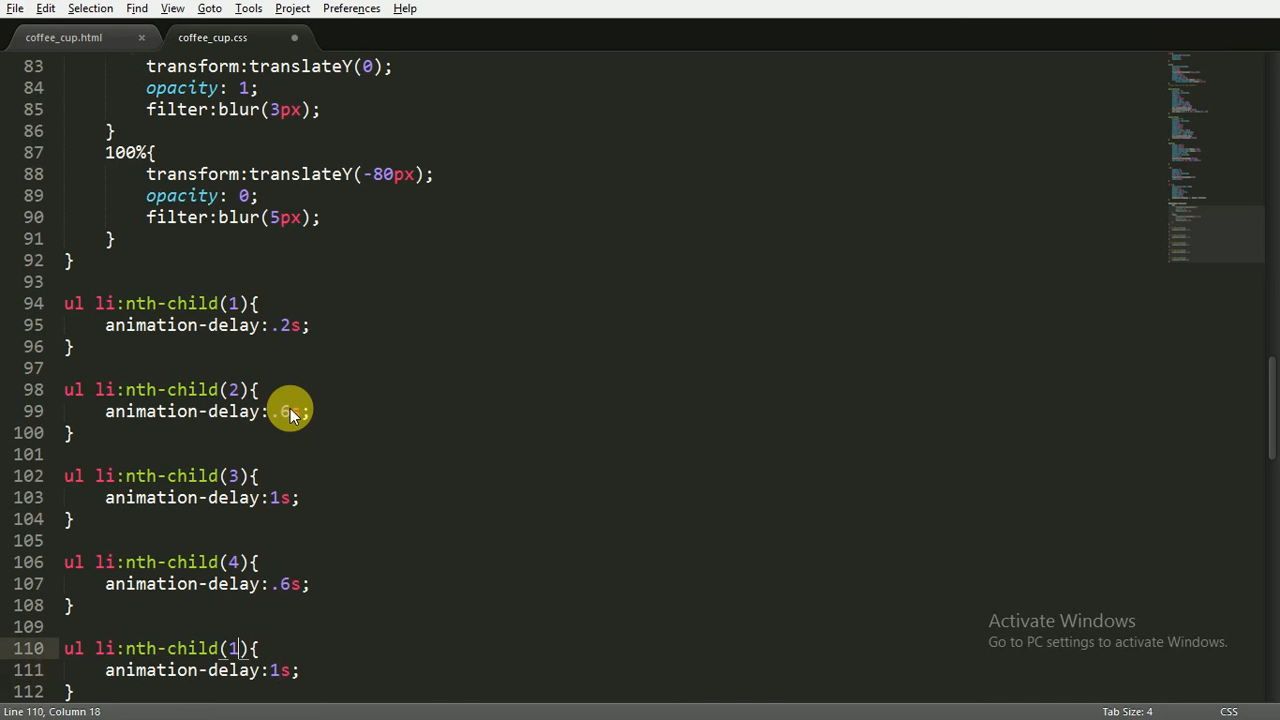 File Edit Selection Find View Goto Tools Project Preferences Help
coffee_cup.html × coffee_cup.css
83 transform:translateY(0);
84 opacity: 1;
85 filter:blur(3px);
86 }
87 100%{
88 transform:translateY(-80px);
89 opacity: 0;
90 filter:blur(5px);
91 }
92 }
93
94 ul li:nth-child(1){
95 animation-delay:.2s;
96 }
97
98 ul li:nth-child(2){
99 animation-delay:.6s;
100 }
101
102 ul li:nth-child(3){
103 animation-delay:1s;
104 }
105
106 ul li:nth-child(4){
107 animation-delay:.6s;
108 }
109
110 ul li:nth-child(1){
111 animation-delay:1s;
112 }
Activate Windows
Go to PC settings to activate Windows.
Line 110, Column 18 Tab Size: 4 CSS